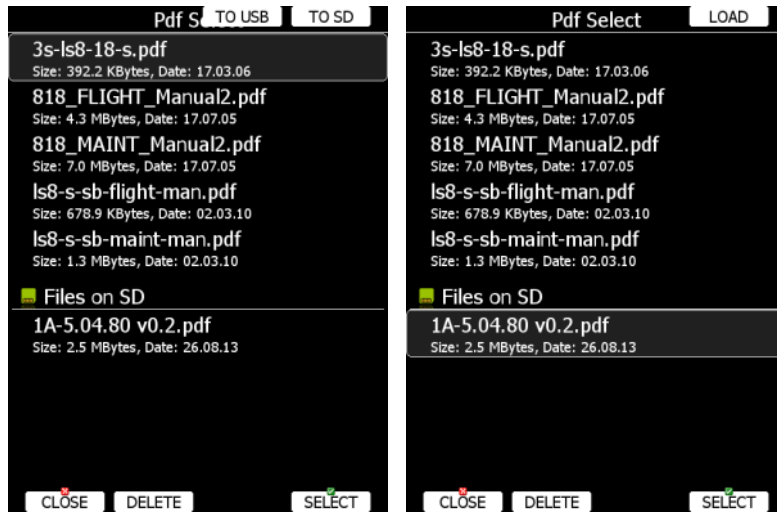 Pdf S
TO USB
TO SD
3s-ls8-18-s.pdf
Size: 392.2 KBytes, Date: 17.03.06
818_FLIGHT_Manual2.pdf
Size: 4.3 MBytes, Date: 17.07.05
818_MAINT_Manual2.pdf
Size: 7.0 MBytes, Date: 17.07.05
ls8-s-sb-flight-man.pdf
Size: 678.9 KBytes, Date: 02.03.10
ls8-s-sb-maint-man.pdf
Size: 1.3 MBytes, Date: 02.03.10
Files on SD
1A-5.04.80 v0.2.pdf
Size: 2.5 MBytes, Date: 26.08.13
CLOSE
DELETE
SELECT
Pdf Select
LOAD
3s-ls8-18-s.pdf
Size: 392.2 KBytes, Date: 17.03.06
818_FLIGHT_Manual2.pdf
Size: 4.3 MBytes, Date: 17.07.05
818_MAINT_Manual2.pdf
Size: 7.0 MBytes, Date: 17.07.05
ls8-s-sb-flight-man.pdf
Size: 678.9 KBytes, Date: 02.03.10
ls8-s-sb-maint-man.pdf
Size: 1.3 MBytes, Date: 02.03.10
Files on SD
1A-5.04.80 v0.2.pdf
Size: 2.5 MBytes, Date: 26.08.13
CLOSE
DELETE
SELECT